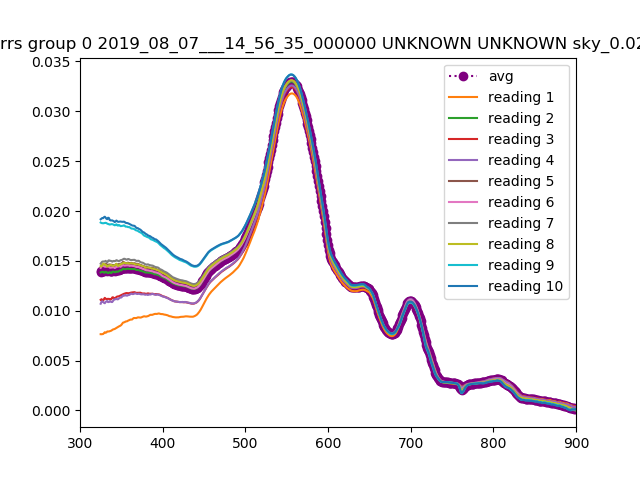 rrs group 0 2019_08_07___14_56_35_000000 UNKNOWN UNKNOWN sky_0.02
0.035
0.030
0.025
0.020
0.015
0.010
0.005
0.000
300 400 500 600 700 800 900
avg
reading 1
reading 2
reading 3
reading 4
reading 5
reading 6
reading 7
reading 8
reading 9
reading 10